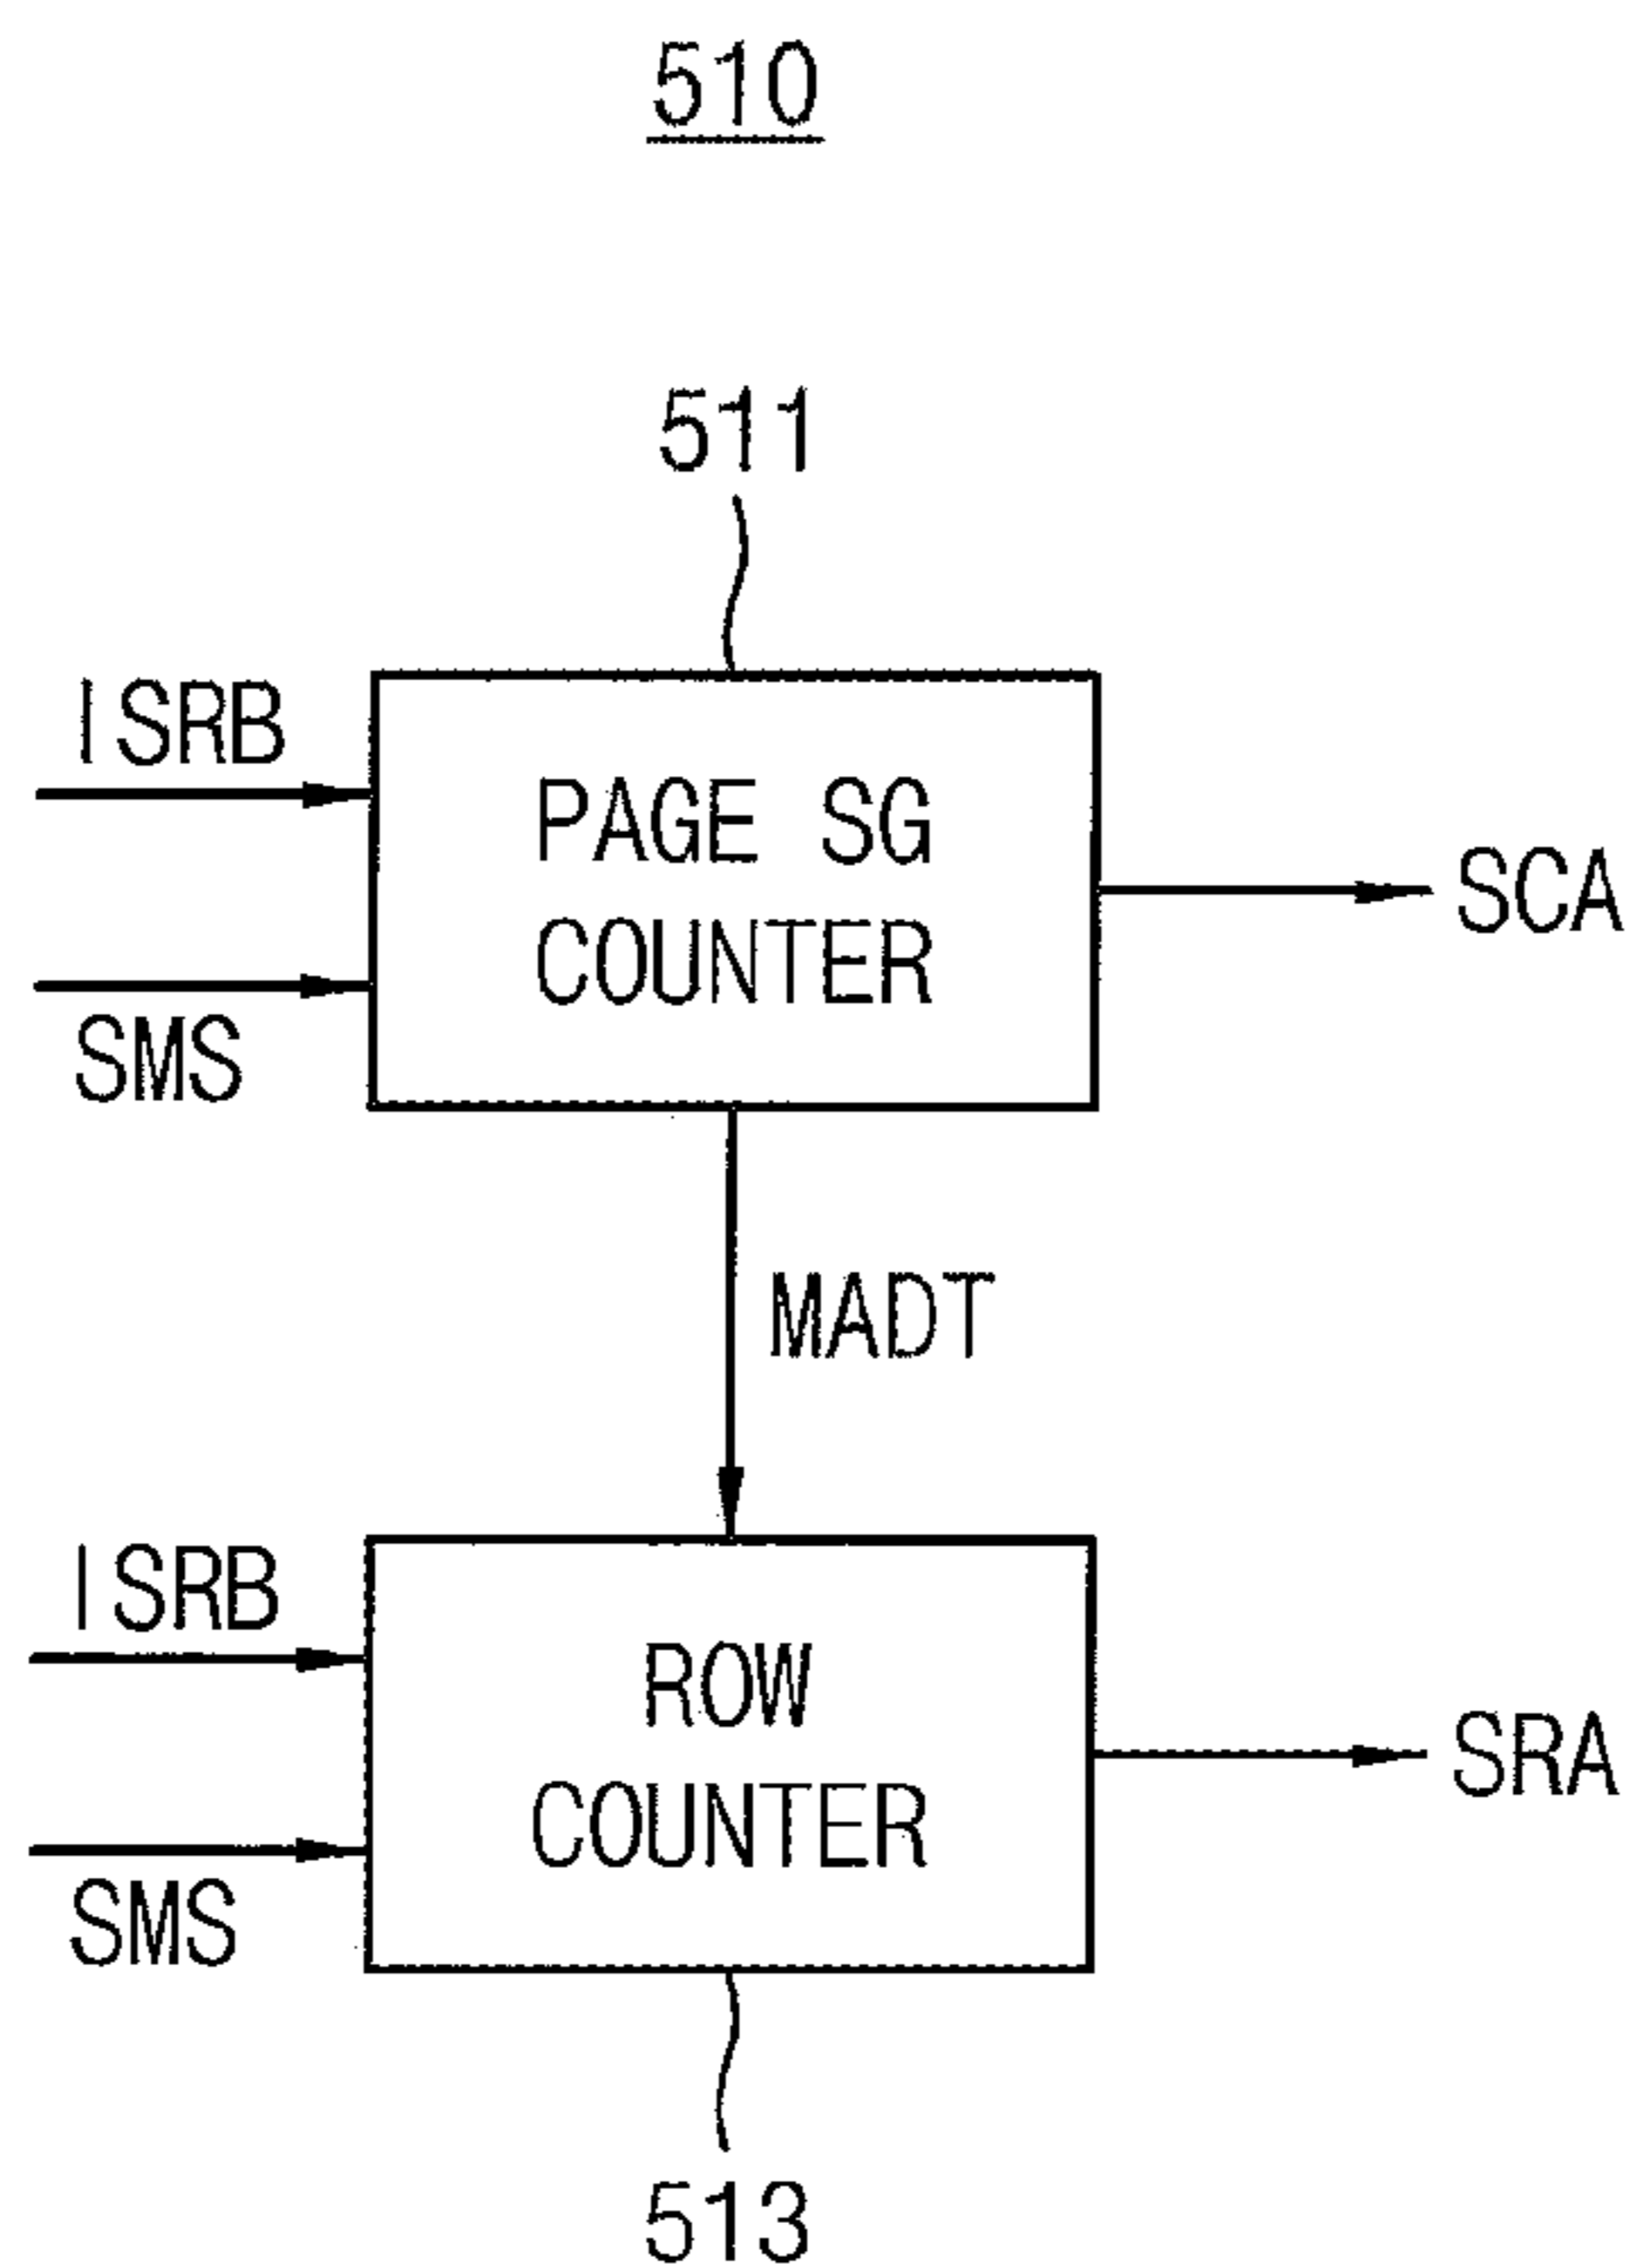 510
511
ISRB
PAGE SG
COUNTER
SCA
SMS
MADT
ISRB
ROW
COUNTER
SRA
SMS
513